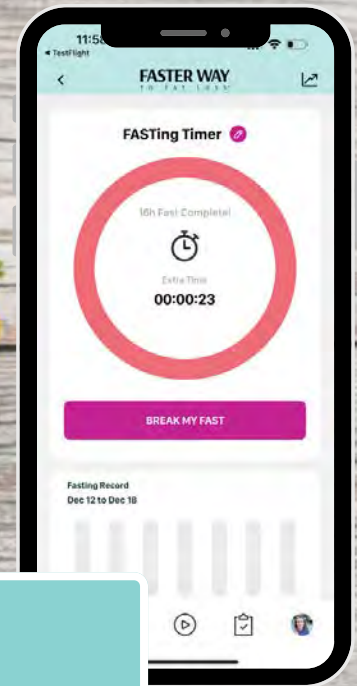 11:58
◂ TestFlight
FASTER WAY
TO FAT LOSS
FASTing Timer
16h Fast Complete!
Extra Time
00:00:23
BREAK MY FAST
Fasting Record
Dec 12 to Dec 18